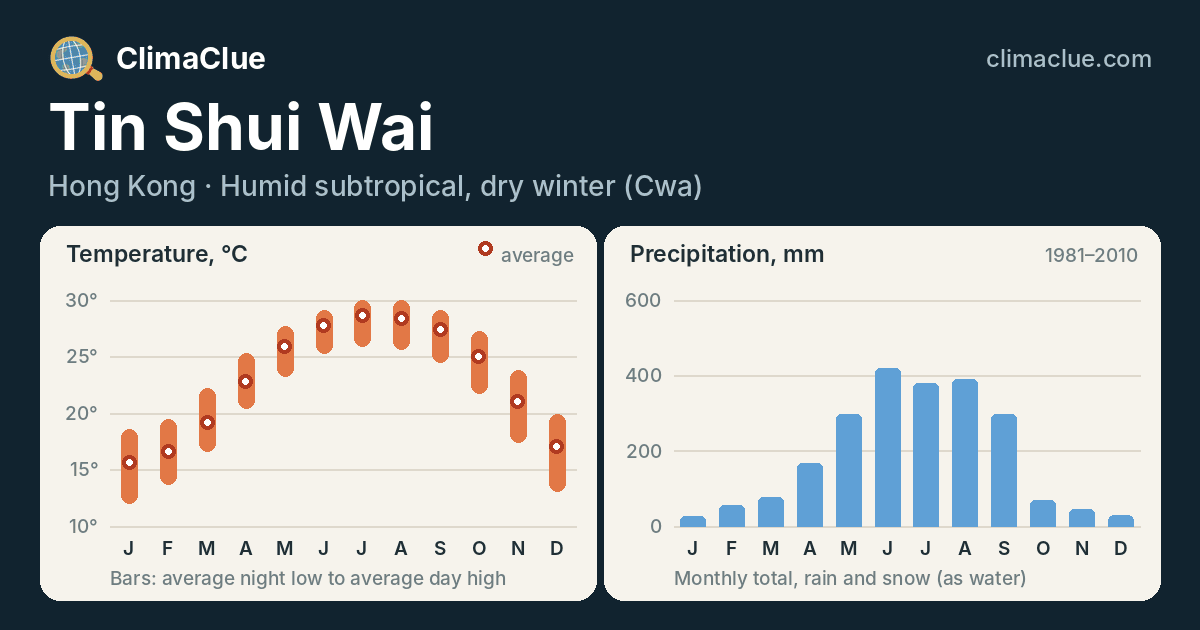 ClimaClue
climaclue.com
Tin Shui Wai
Hong Kong · Humid subtropical, dry winter (Cwa)
Temperature, °C
average
30°
25°
20°
15°
10°
J F M A M J J A S O N D
Bars: average night low to average day high
Precipitation, mm
1981–2010
600
400
200
0
J F M A M J J A S O N D
Monthly total, rain and snow (as water)